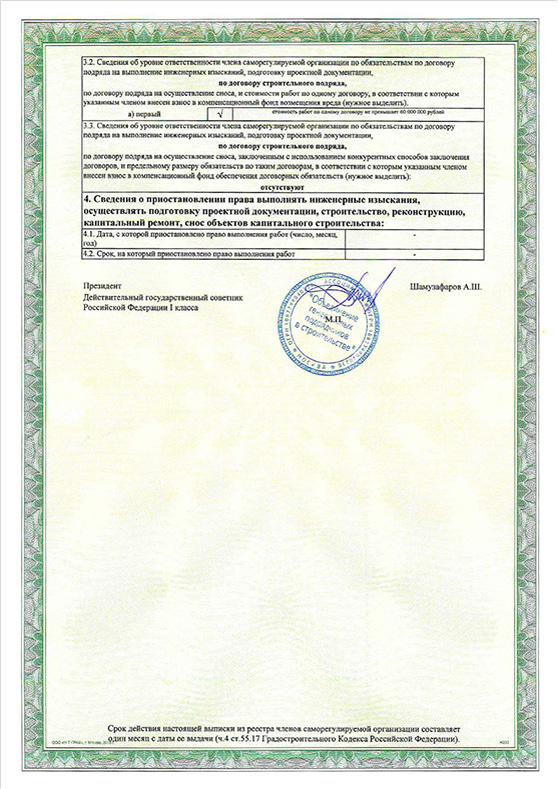 3.2. Сведения об уровне ответственности члена саморегулируемой организации по обязательствам по договору
подряда на выполнение инженерных изысканий, подготовку проектной документации,
по договору строительного подряда,
по договору подряда на осуществление сноса, и стоимости работ по одному договору, в соответствии с которым
указанным членом внесен взнос в компенсационный фонд возмещения вреда (нужное выделить).
а) первый √ стоимость работ по одному договору не превышает 60 000 000 рублей
3.3. Сведения об уровне ответственности члена саморегулируемой организации по обязательствам по договору
подряда на выполнение инженерных изысканий, подготовку проектной документации,
по договору строительного подряда,
по договору подряда на осуществление сноса, заключенным с использованием конкурентных способов заключения
договоров, и предельному размеру обязательств по таким договорам, в соответствии с которым указанным членом
внесен взнос в компенсационный фонд обеспечения договорных обязательств (нужное выделить):
отсутствуют
4. Сведения о приостановлении права выполнять инженерные изыскания,
осуществлять подготовку проектной документации, строительство, реконструкцию,
капитальный ремонт, снос объектов капитального строительства:
4.1. Дата, с которой приостановлено право выполнения работ (число, месяц, -
год)
4.2. Срок, на который приостановлено право выполнения работ -
Президент Шамузафаров А.Ш.
Действительный государственный советник
Российской Федерации I класса
"Объединение
генеральных
М.П.
подрядчиков
в строительстве"
МОСКВА
Срок действия настоящей выписки из реестра членов саморегулируемой организации составляет
один месяц с даты ее выдачи (ч.4 ст.55.17 Градостроительного Кодекса Российской Федерации).